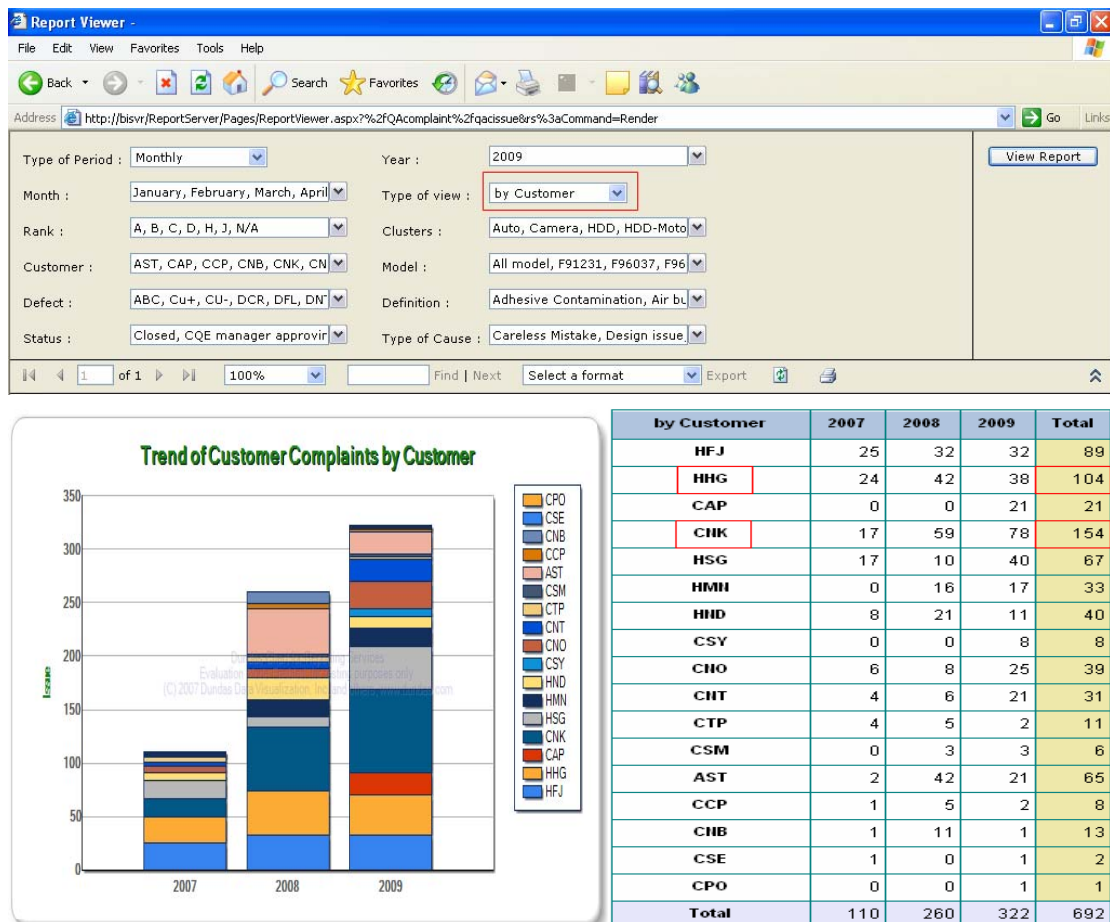 Report Viewer -
File Edit View Favorites Tools Help
Back Search Favorites
Address http://bisvr/ReportServer/Pages/ReportViewer.aspx?%2fQAcomplaint%2fqacissue&rs%3aCommand=Render Go Links
Type of Period : Monthly Year : 2009 View Report
Month : January, February, March, April Type of view : by Customer
Rank : A, B, C, D, H, J, N/A Clusters : Auto, Camera, HDD, HDD-Moto
Customer : AST, CAP, CCP, CNB, CNK, CN Model : All model, F91231, F96037, F96
Defect : ABC, Cu+, CU-, DCR, DFL, DN Definition : Adhesive Contamination, Air bu
Status : Closed, CQE manager approvin Type of Cause : Careless Mistake, Design issue
1 of 1 100% Find | Next Select a format Export
Trend of Customer Complaints by Customer
Issue
350
300
250
200
150
100
50
0
2007 2008 2009
(C) 2007 Dundas Data Visualization, Inc.
CPO
CSE
CNB
CCP
AST
CSM
CTP
CNT
CNO
CSY
HND
HMN
HSG
CNK
CAP
HHG
HFJ
by Customer 2007 2008 2009 Total
HFJ 25 32 32 89
HHG 24 42 38 104
CAP 0 0 21 21
CNK 17 59 78 154
HSG 17 10 40 67
HMN 0 16 17 33
HND 8 21 11 40
CSY 0 0 8 8
CNO 6 8 25 39
CNT 4 6 21 31
CTP 4 5 2 11
CSM 0 3 3 6
AST 2 42 21 65
CCP 1 5 2 8
CNB 1 11 1 13
CSE 1 0 1 2
CPO 0 0 1 1
Total 110 260 322 692